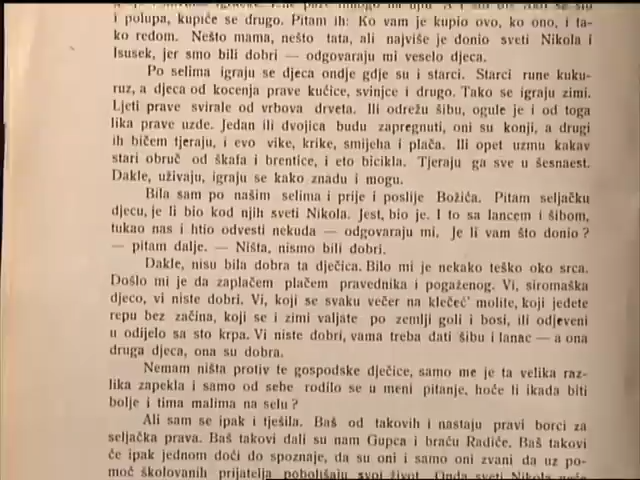 i polupa, kupiće se drugo. Pitam ih: Ko vam je kupio ovo, ko ono, i ta-
ko redom. Nešto mama, nešto tata, ali najviše je donio sveti Nikola i
Isusek, jer smo bili dobri — odgovaraju mi veselo djeca.
Po selima igraju se djeca ondje gdje su i starci. Starci rune kuku-
ruz, a djeca od kocenja prave kućice, svinjce i drugo. Tako se igraju zimi.
Ljeti prave svirale od vrbova drveta. Ili odrežu šibu, ogule je i od toga
lika prave uzde. Jedan ili dvojica budu zapregnuti, oni su konji, a drugi
ih bičem tjeraju, i evo vike, krike, smijeha i plača. Ili opet uzmu kakav
stari obruč od škafa i brentice, i eto bicikla. Tjeraju ga sve u šesnaest.
Dakle, uživaju, igraju se kako znadu i mogu.
Bila sam po našim selima i prije i poslije Božića. Pitam seljačku
djecu, je li bio kod njih sveti Nikola. Jest, bio je. I to sa lancem i šibom,
tukao nas i htio odvesti nekuda — odgovaraju mi. Je li vam što donio?
— pitam dalje. — Ništa, nismo bili dobri.
Dakle, nisu bila dobra ta dječica. Bilo mi je nekako teško oko srca.
Došlo mi je da zaplačem plačem pravednika i pogaženog. Vi, siromaška
djeco, vi niste dobri. Vi, koji se svaku večer na klečeć' molite, koji jedete
repu bez začina, koji se i zimi valjate po zemlji goli i bosi, ili odjeveni
u odijelo sa sto krpa. Vi niste dobri, vama treba dati šibu i lanac — a ona
druga djeca, ona su dobra.
Nemam ništa protiv te gospodske dječice, samo me je ta velika raz-
lika zapekla i samo od sebe rodilo se u meni pitanje, hoće li ikada biti
bolje i tima malima na selu?
Ali sam se ipak i tješila. Baš od takovih i nastaju pravi borci za
seljačka prava. Baš takovi dali su nam Gupca i braću Radiće. Baš takovi
će ipak jednom doći do spoznaje, da su oni i samo oni zvani da uz po-
moć školovanih prijatelja poboljšaju svoj život. Onda sveti Nikola